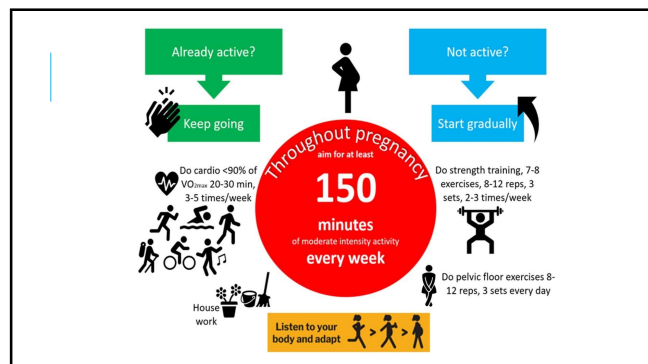 Already active?
Not active?
Keep going
Start gradually
Throughout pregnancy
aim for at least
150
minutes
of moderate intensity activity
every week
Do cardio <90% of
VO2max 20-30 min,
3-5 times/week
Do strength training, 7-8
exercises, 8-12 reps, 3
sets, 2-3 times/week
Do pelvic floor exercises 8-
12 reps, 3 sets every day
House
work
Listen to your
body and adapt > >